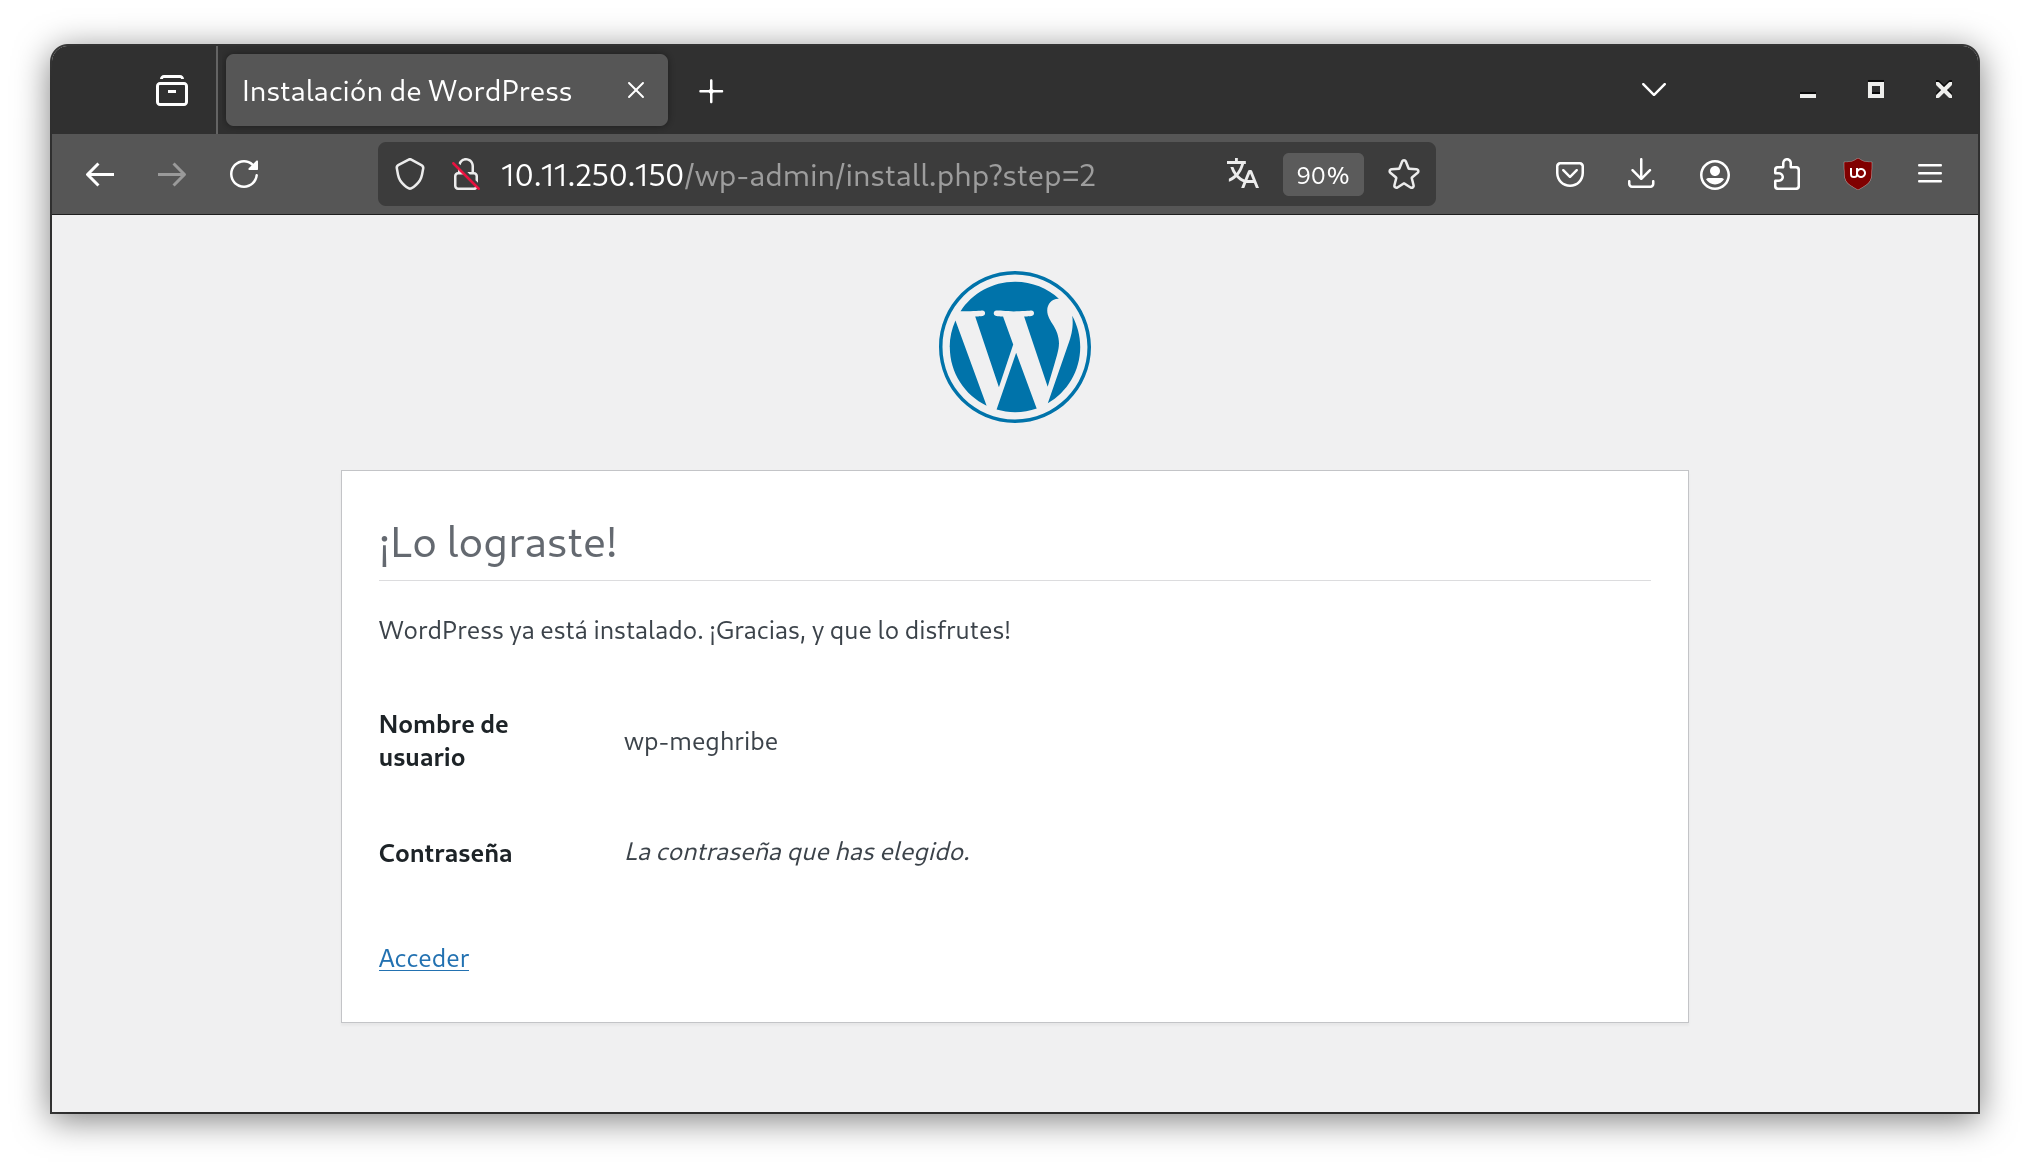 Instalación de WordPress
10.11.250.150/wp-admin/install.php?step=2
90%
¡Lo lograste!
WordPress ya está instalado. ¡Gracias, y que lo disfrutes!
Nombre de
usuario
wp-meghribe
Contraseña
La contraseña que has elegido.
Acceder